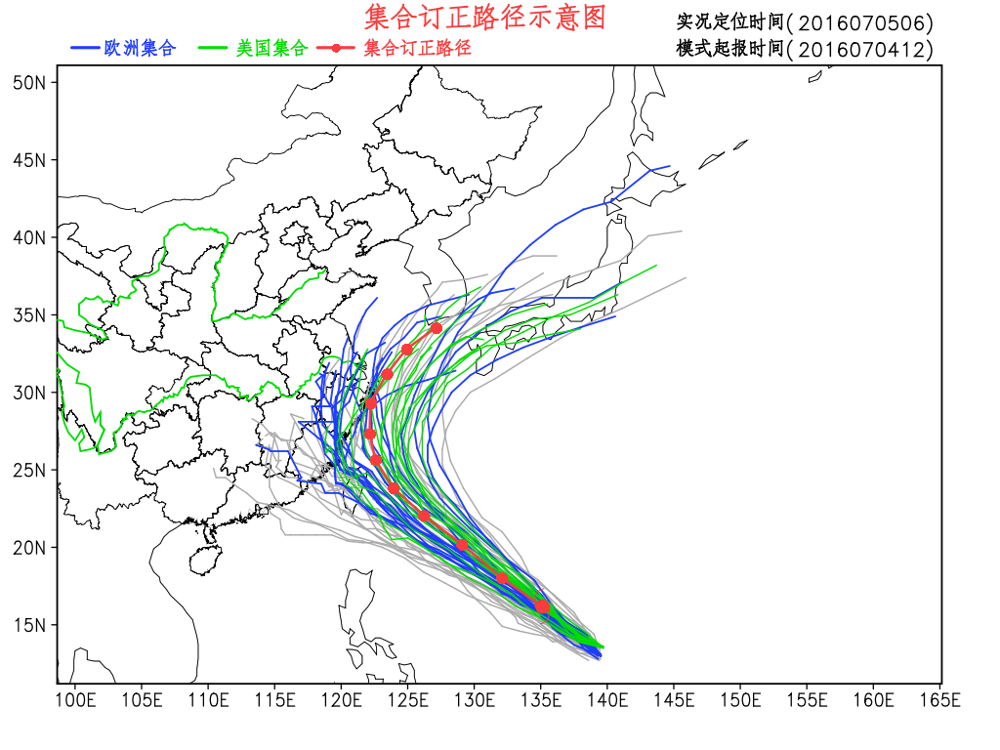 集合订正路径示意图
实况定位时间(2016070506)
欧洲集合 美国集合 集合订正路径
模式起报时间(2016070412)
50N
45N
40N
35N
30N
25N
20N
15N
100E 105E 110E 115E 120E 125E 130E 135E 140E 145E 150E 155E 160E 165E